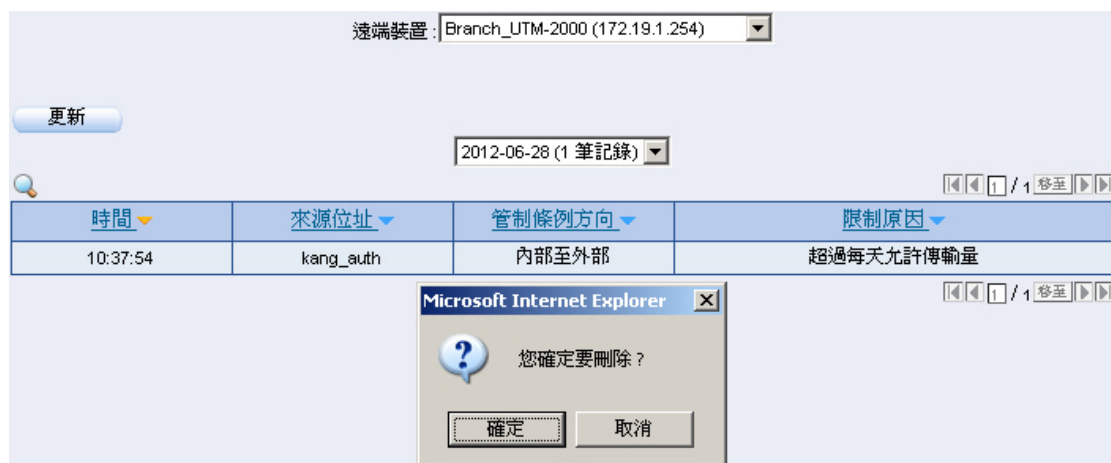 遠端裝置 : Branch_UTM-2000 (172.19.1.254)
更新
2012-06-28 (1 筆記錄)
1 / 1 移至
時間 來源位址 管制條例方向 限制原因
10:37:54 kang_auth 內部至外部 超過每天允許傳輸量
1 / 1 移至
Microsoft Internet Explorer
您確定要刪除？
確定 取消